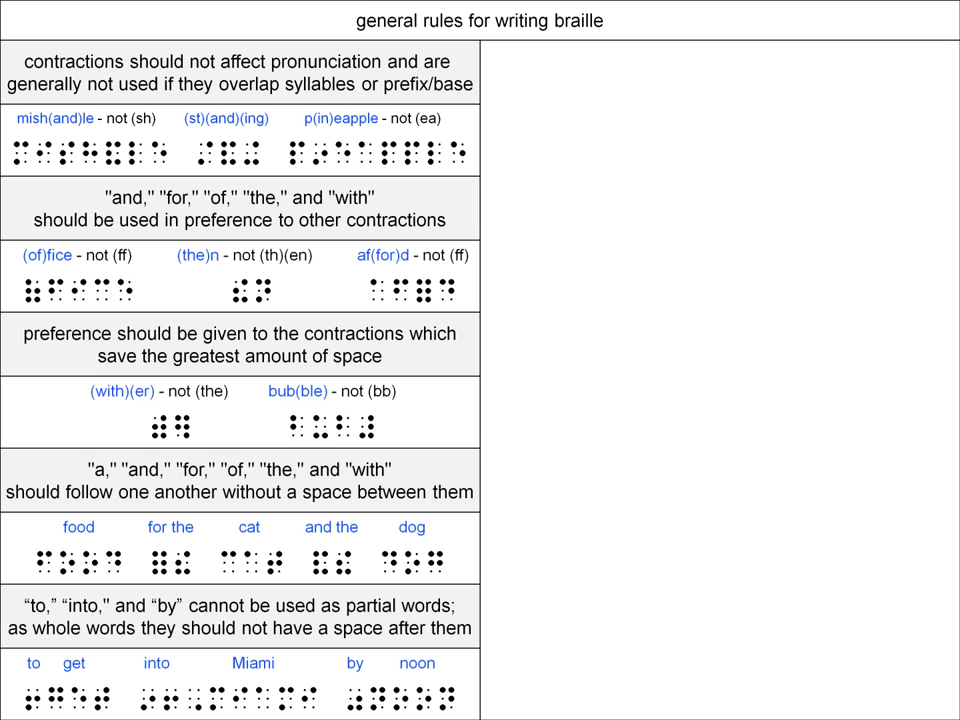 general rules for writing braille
contractions should not affect pronunciation and are
generally not used if they overlap syllables or prefix/base
mish(and)le - not (sh) (st)(and)(ing) p(in)eapple - not (ea)
⠍⠊⠎⠓⠯⠇⠑ ⠌⠯⠬ ⠏⠔⠑⠁⠏⠏⠇⠑
"and," "for," "of," "the," and "with"
should be used in preference to other contractions
(of)fice - not (ff) (the)n - not (th)(en) af(for)d - not (ff)
⠷⠋⠊⠉⠑ ⠮⠝ ⠁⠋⠿⠙
preference should be given to the contractions which
save the greatest amount of space
(with)(er) - not (the) bub(ble) - not (bb)
⠾⠻ ⠃⠥⠃⠼
"a," "and," "for," "of," "the," and "with"
should follow one another without a space between them
food for the cat and the dog
⠋⠕⠕⠙ ⠿⠮ ⠉⠁⠞ ⠯⠮ ⠙⠕⠛
“to,” “into," and “by” cannot be used as partial words;
as whole words they should not have a space after them
to get into Miami by noon
⠖⠛⠑⠞ ⠔⠖⠠⠍⠊⠁⠍⠊ ⠴⠝⠕⠕⠝